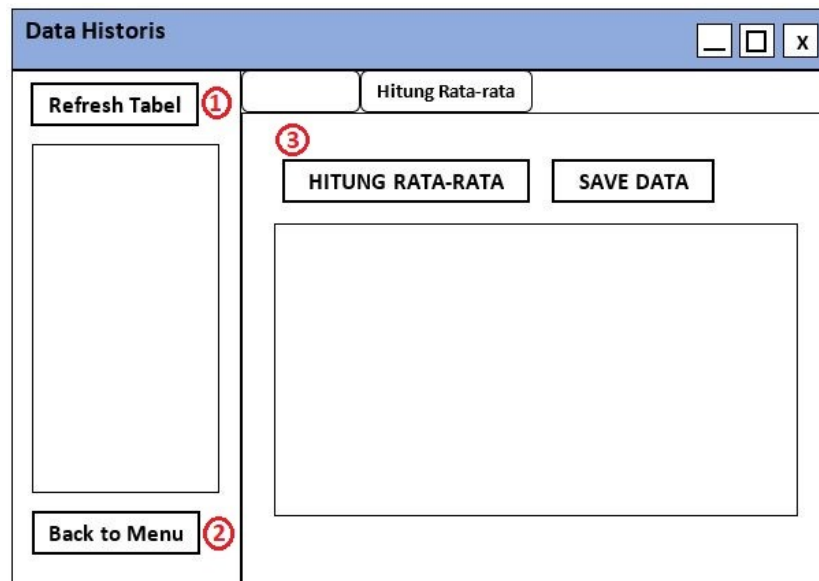 Data Historis
X
Refresh Tabel 1
Hitung Rata-rata
3
HITUNG RATA-RATA
SAVE DATA
Back to Menu 2